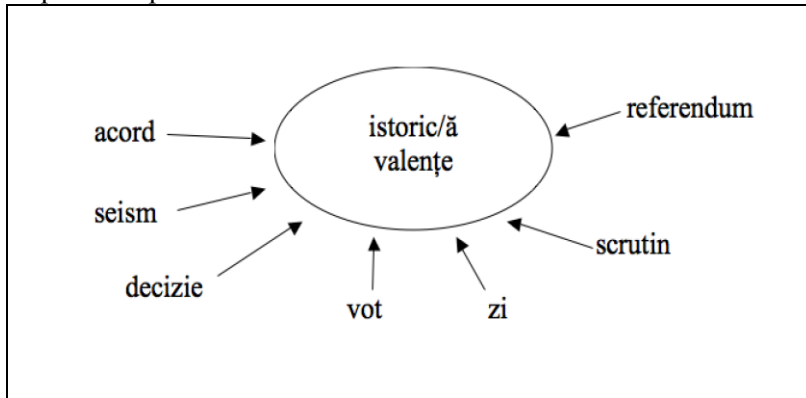 istoric/ă
valențe
referendum
acord
seism
scrutin
decizie
vot
zi